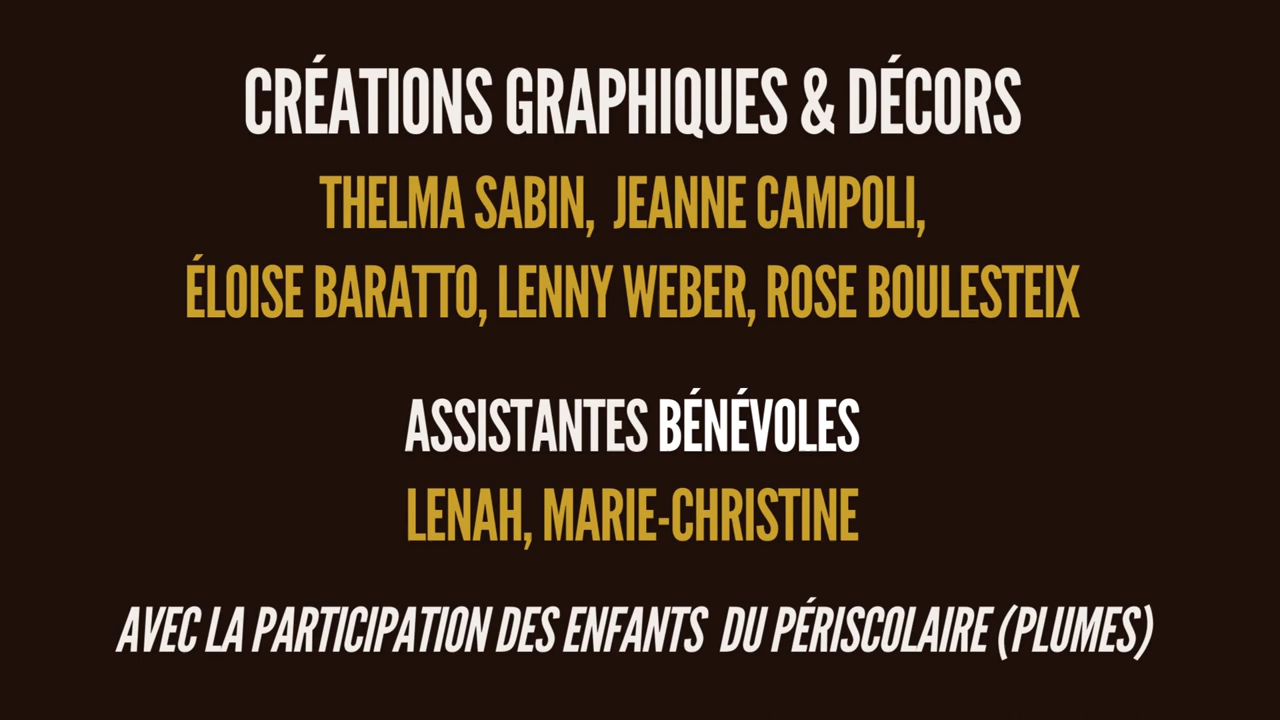 CRÉATIONS GRAPHIQUES & DÉCORS
THELMA SABIN, JEANNE CAMPOLI,
ÉLOISE BARATTO, LENNY WEBER, ROSE BOULESTEIX
ASSISTANTES BÉNÉVOLES
LENAH, MARIE-CHRISTINE
AVEC LA PARTICIPATION DES ENFANTS DU PÉRISCOLAIRE (PLUMES)